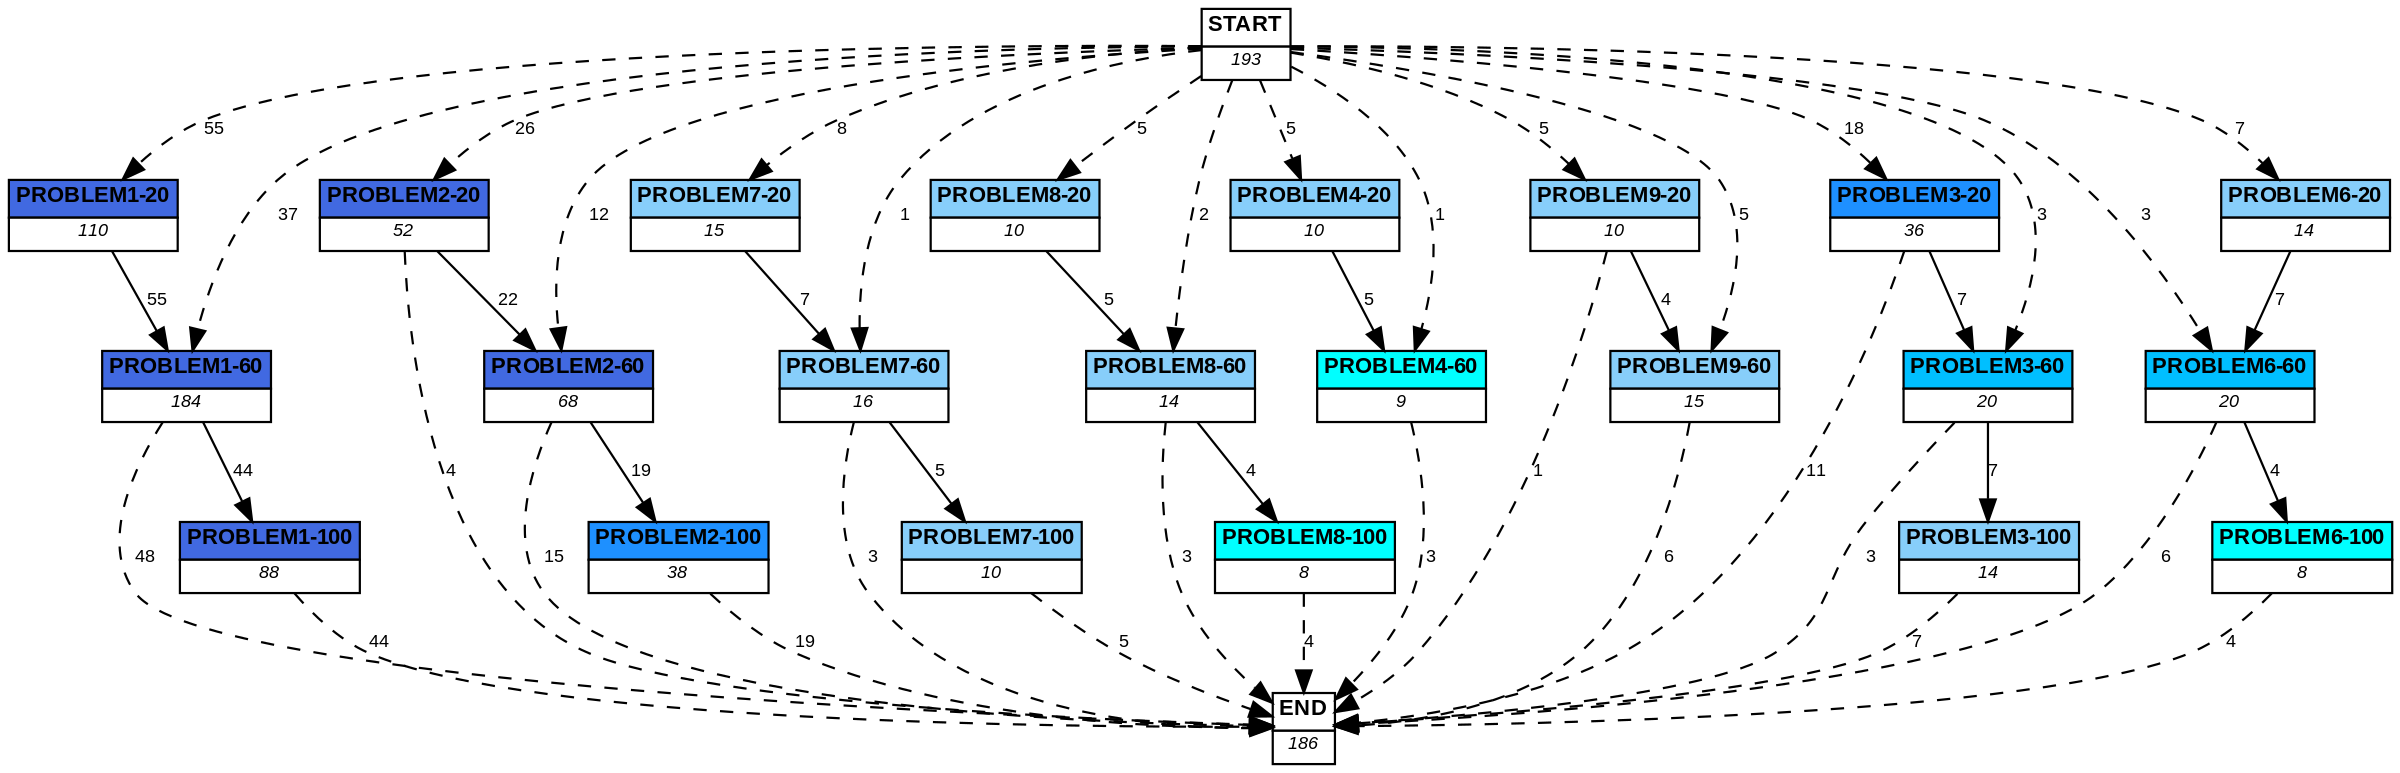 START
193
55
26
8
5
5
5
18
7
PROBLEM1-20
110
37
PROBLEM2-20
52
12
PROBLEM7-20
15
1
PROBLEM8-20
10
2
PROBLEM4-20
10
1
PROBLEM9-20
10
5
PROBLEM3-20
36
3
3
PROBLEM6-20
14
55
22
7
5
5
4
7
7
PROBLEM1-60
184
PROBLEM2-60
68
PROBLEM7-60
16
PROBLEM8-60
14
PROBLEM4-60
9
PROBLEM9-60
15
PROBLEM3-60
20
PROBLEM6-60
20
44
4
19
5
4
1
11
7
4
48
PROBLEM1-100
88
15
PROBLEM2-100
38
3
PROBLEM7-100
10
3
PROBLEM8-100
8
3
6
3
PROBLEM3-100
14
6
PROBLEM6-100
8
44
19
5
4
7
4
END
186